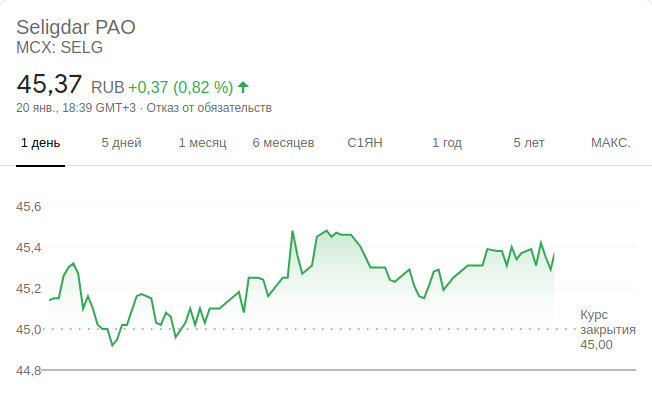 Seligdar PAO
MCX: SELG
45,37 RUB +0,37 (0,82 %)
20 янв., 18:39 GMT+3 · Отказ от обязательств
1 день 5 дней 1 месяц 6 месяцев С1ЯН 1 год 5 лет МАКС.
45,6
45,4
45,2
45,0
44,8
Курс
закрытия
45,00